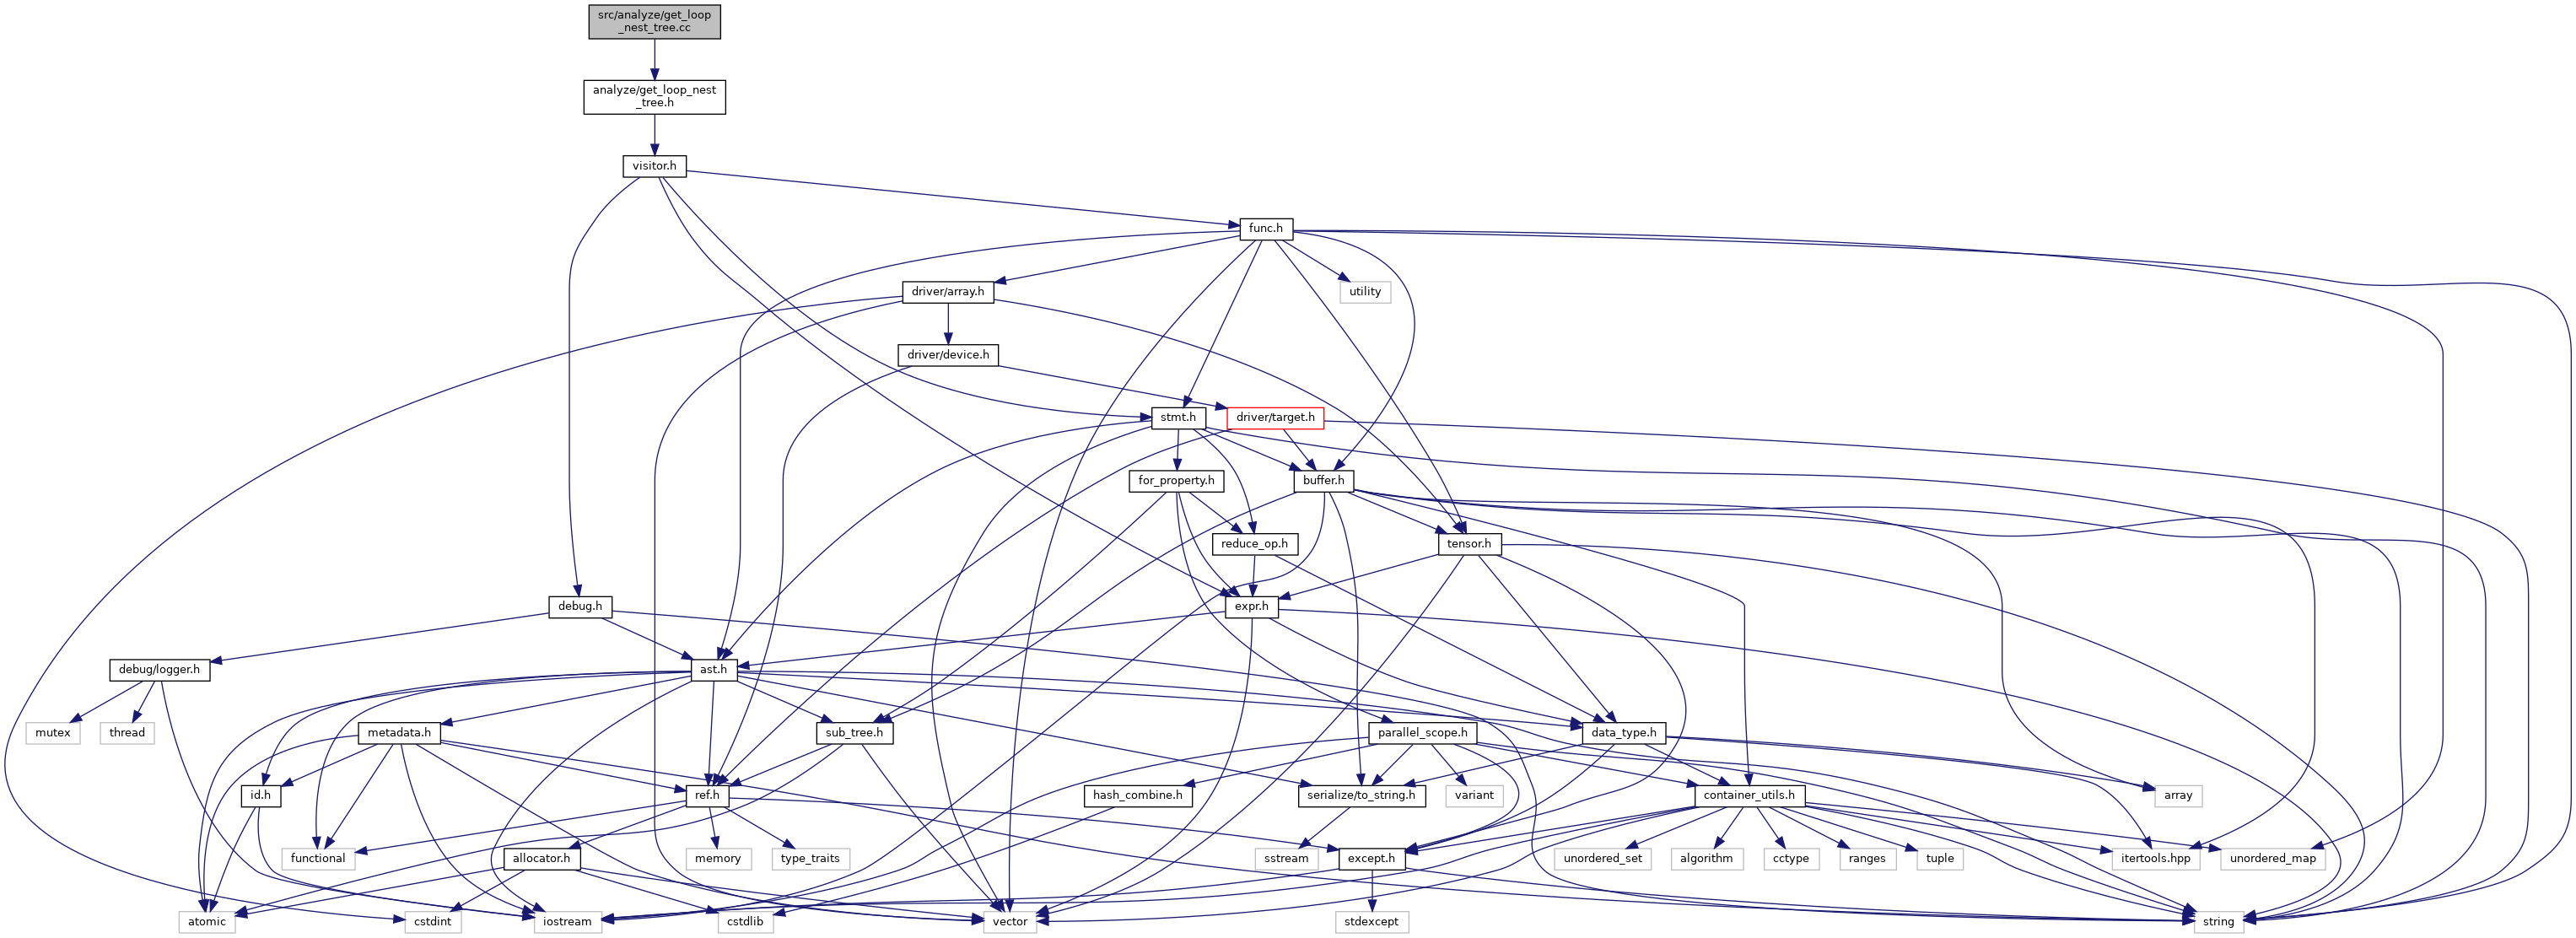 src/analyze/get_loop
_nest_tree.cc
analyze/get_loop_nest
_tree.h
visitor.h
func.h
driver/array.h
utility
driver/device.h
stmt.h
driver/target.h
for_property.h
buffer.h
reduce_op.h
tensor.h
debug.h
expr.h
debug/logger.h
ast.h
mutex
thread
metadata.h
sub_tree.h
parallel_scope.h
data_type.h
id.h
ref.h
hash_combine.h
serialize/to_string.h
variant
container_utils.h
array
functional
allocator.h
memory
type_traits
sstream
except.h
unordered_set
algorithm
cctype
ranges
tuple
itertools.hpp
unordered_map
atomic
cstdint
iostream
cstdlib
vector
stdexcept
string